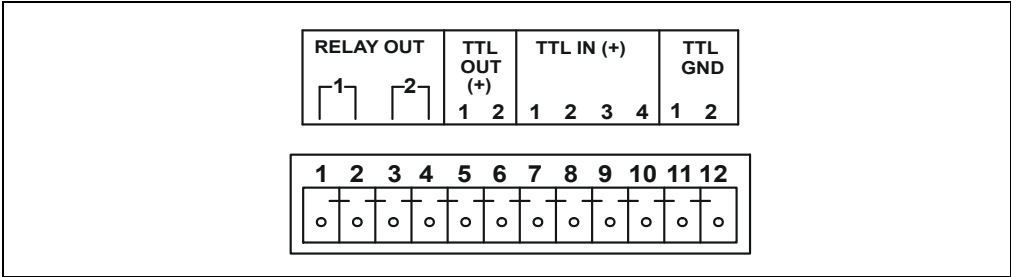 RELAY OUT
1 2
TTL
OUT
(+)
1 2
TTL IN (+)
1 2 3 4
TTL
GND
1 2
1 2 3 4 5 6 7 8 9 10 11 12